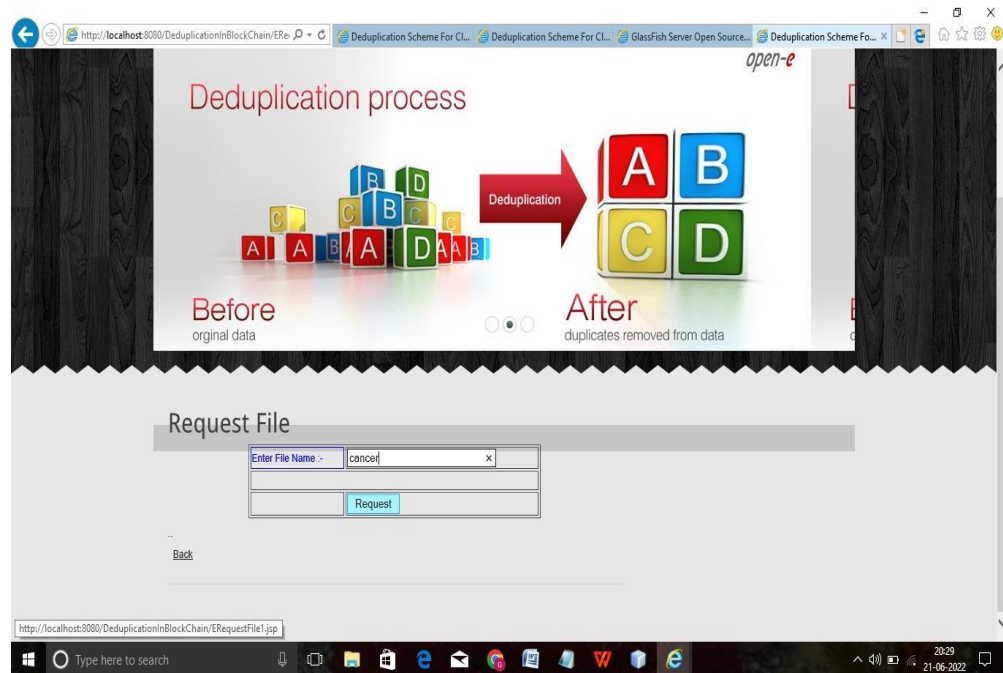 http://localhost:8080/DeduplicationInBlockChain/ERe
Deduplication Scheme For Cl...
Deduplication Scheme For Cl...
GlassFish Server Open Source...
Deduplication Scheme Fo...
open-e
Deduplication process
Deduplication
A B
C D
Before
orginal data
After
duplicates removed from data
Request File
Enter File Name :-
cancer
Request
..
Back
http://localhost:8080/DeduplicationInBlockChain/ERequestFile1.jsp
Type here to search
20:29
21-06-2022